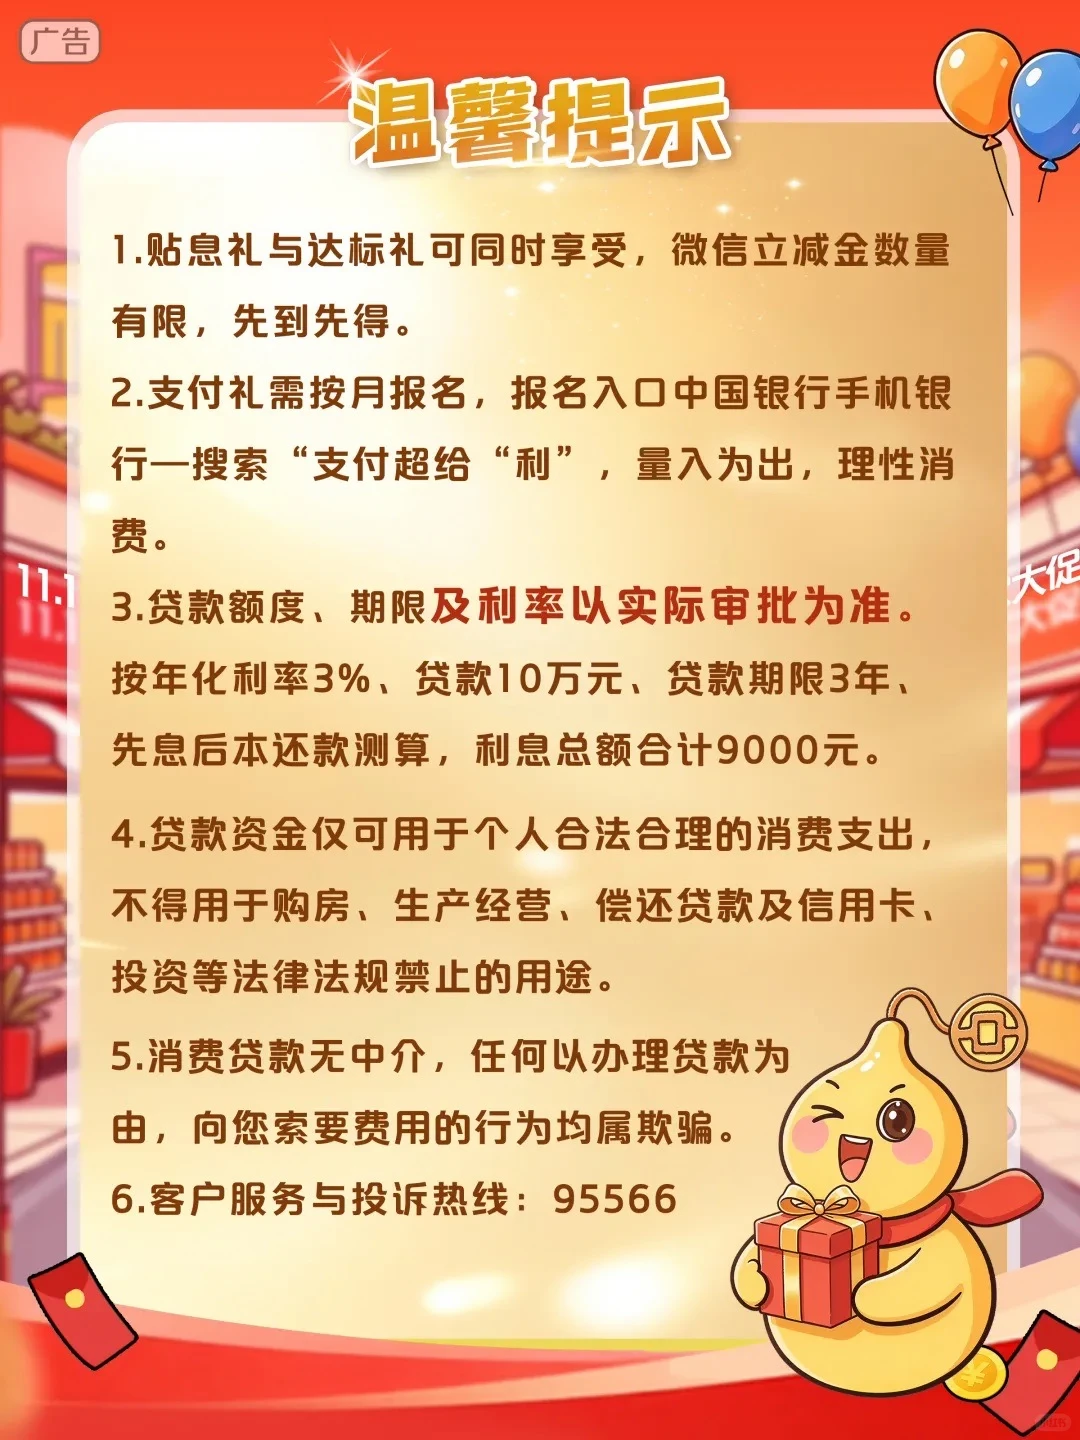 广告
温馨提示
1.贴息礼与达标礼可同时享受，微信立减金数量
有限，先到先得。
2.支付礼需按月报名，报名入口中国银行手机银
行—搜索“支付超给“利”，量入为出，理性消
费。
3.贷款额度、期限及利率以实际审批为准。
按年化利率3%、贷款10万元、贷款期限3年、
先息后本还款测算，利息总额合计9000元。
4.贷款资金仅可用于个人合法合理的消费支出，
不得用于购房、生产经营、偿还贷款及信用卡、
投资等法律法规禁止的用途。
5.消费贷款无中介，任何以办理贷款为
由，向您索要费用的行为均属欺骗。
6.客户服务与投诉热线：95566
11.1
大促